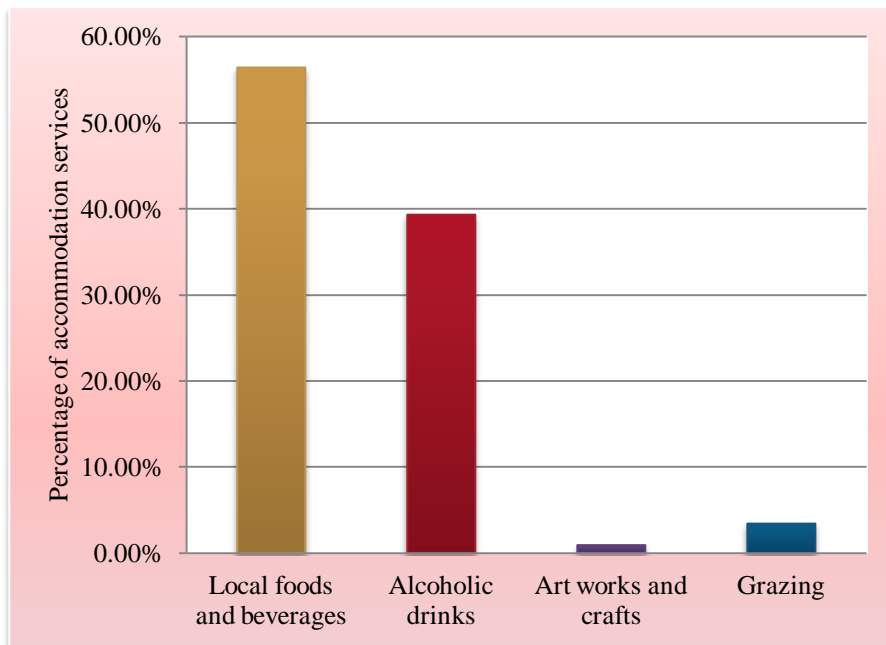 Percentage of accommodation services
60.00%
50.00%
40.00%
30.00%
20.00%
10.00%
0.00%
Local foods
and beverages
Alcoholic
drinks
Art works and
crafts
Grazing